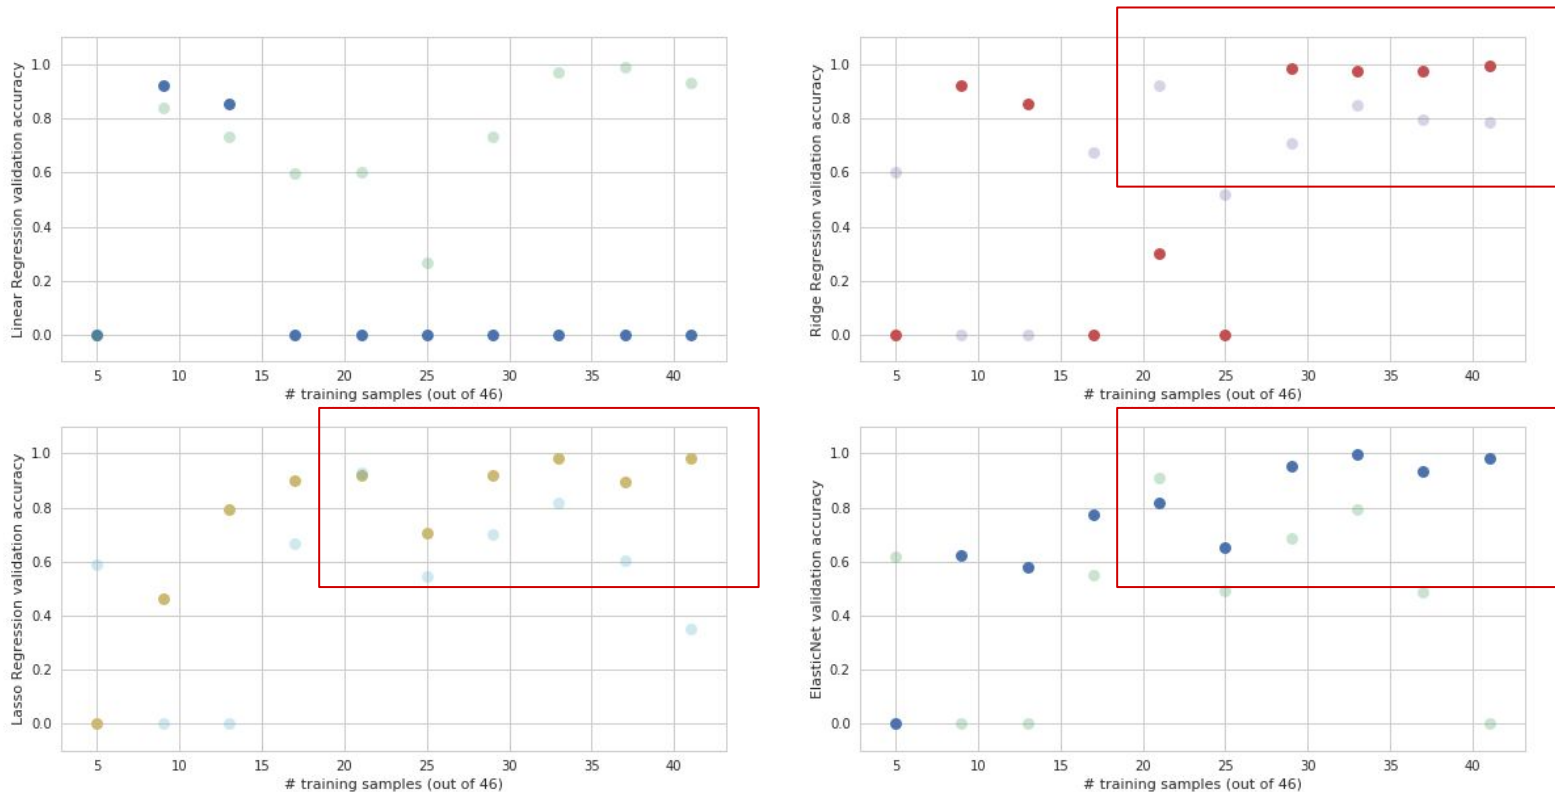 Linear Regression validation accuracy
1.0
0.8
0.6
0.4
0.2
0.0
5 10 15 20 25 30 35 40
# training samples (out of 46)
Ridge Regression validation accuracy
1.0
0.8
0.6
0.4
0.2
0.0
5 10 15 20 25 30 35 40
# training samples (out of 46)
Lasso Regression validation accuracy
1.0
0.8
0.6
0.4
0.2
0.0
5 10 15 20 25 30 35 40
# training samples (out of 46)
ElasticNet validation accuracy
1.0
0.8
0.6
0.4
0.2
0.0
5 10 15 20 25 30 35 40
# training samples (out of 46)